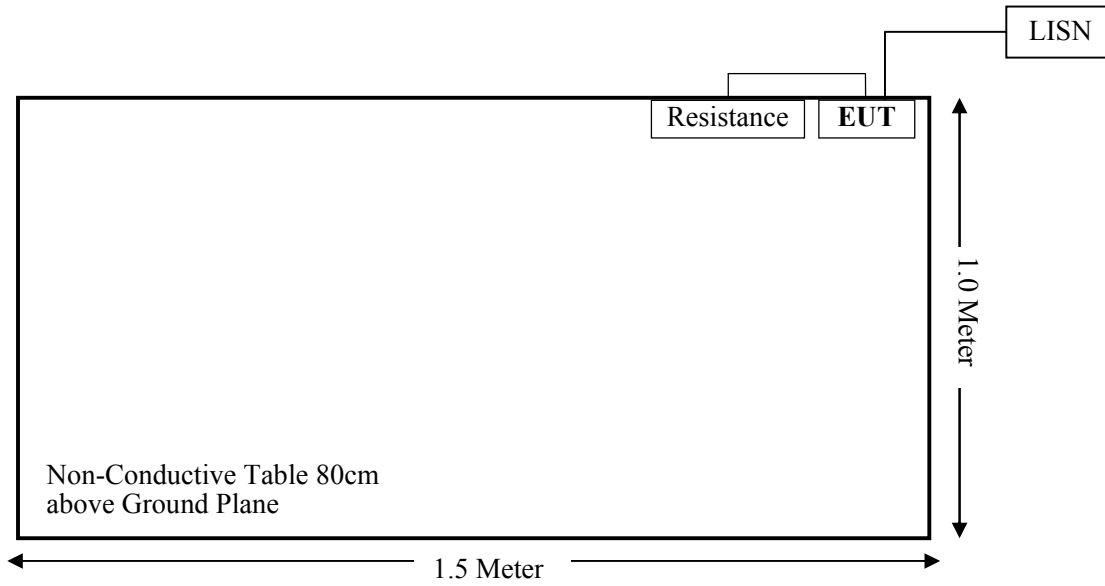 LISN
Resistance
EUT
1.0 Meter
Non-Conductive Table 80cm
above Ground Plane
1.5 Meter